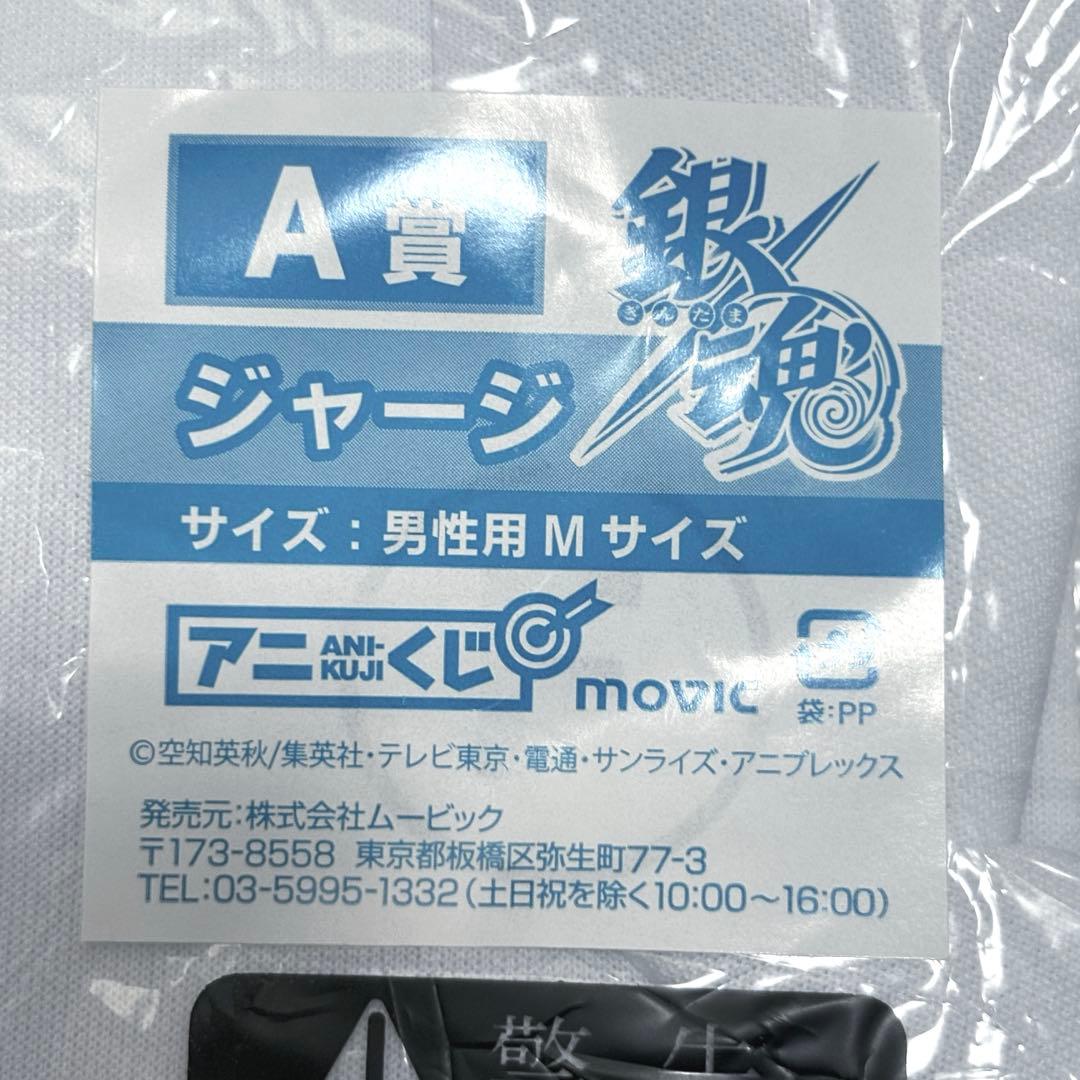 A賞
銀魂
ぎんたま
ジャージ
サイズ：男性用 M サイズ
アニ ANI-KUJI くじ
movic
袋:PP
©空知英秋/集英社・テレビ東京・電通・サンライズ・アニプレックス
発売元:株式会社ムービック
〒173-8558 東京都板橋区弥生町77-3
TEL:03-5995-1332(土日祝を除く10:00～16:00)
警